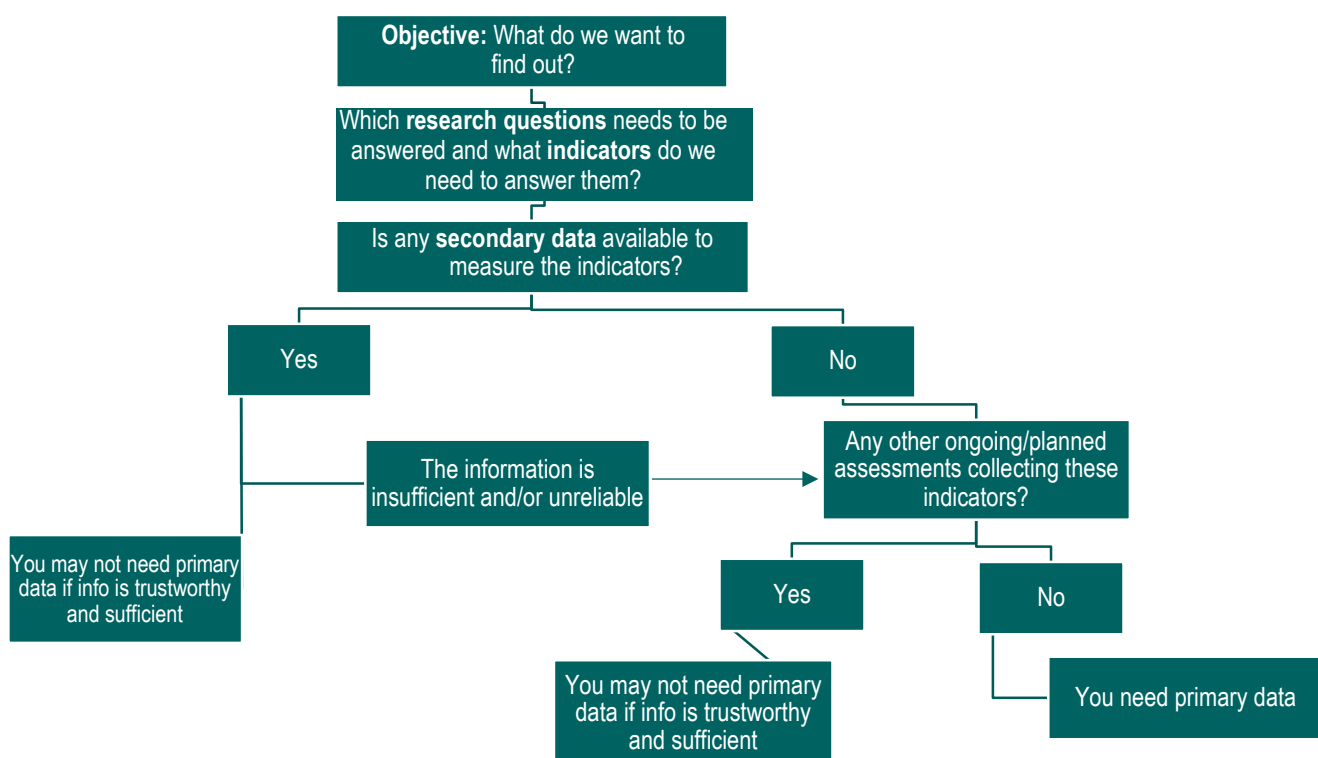 Objective: What do we want to
find out?
Which research questions needs to be
answered and what indicators do we
need to answer them?
Is any secondary data available to
measure the indicators?
Yes
No
The information is
insufficient and/or unreliable
Any other ongoing/planned
assessments collecting these
indicators?
You may not need primary
data if info is trustworthy
and sufficient
Yes
No
You may not need primary
data if info is trustworthy
and sufficient
You need primary data